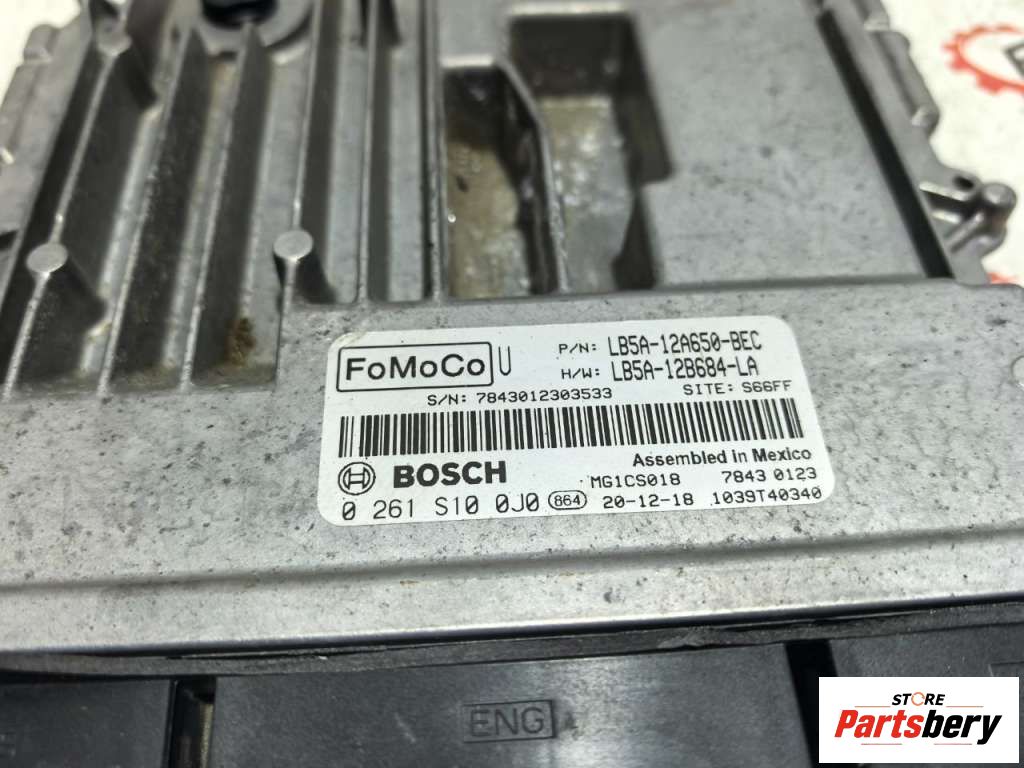 FoMoCo U
P/N: LB5A-12A650-BEC
H/W: LB5A-12B684-LA
S/N: 7843012303533
SITE: S66FF
Assembled in Mexico
BOSCH
MG1CS018 7843 0123
0 261 S10 0J0 864 20-12-18 1039T40340
ENG
STORE
Partsbery